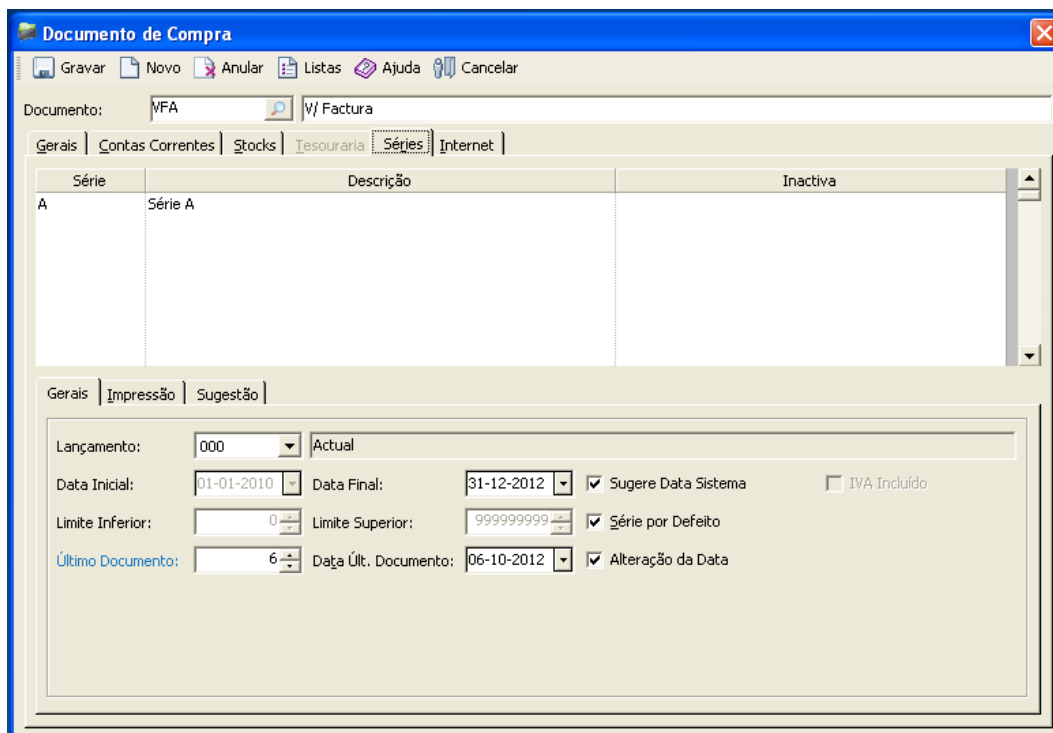 Documento de Compra
Gravar Novo Anular Listas Ajuda Cancelar
Documento: VFA V/ Factura
Gerais Contas Correntes Stocks Tesouraria Séries Internet
Série Descrição Inactiva
A Série A
Gerais Impressão Sugestão
Lançamento: 000 Actual
Data Inicial: 01-01-2010 Data Final: 31-12-2012 Sugere Data Sistema IVA Incluído
Limite Inferior: 0 Limite Superior: 999999999 Série por Defeito
Último Documento: 6 Data Últ. Documento: 06-10-2012 Alteração da Data